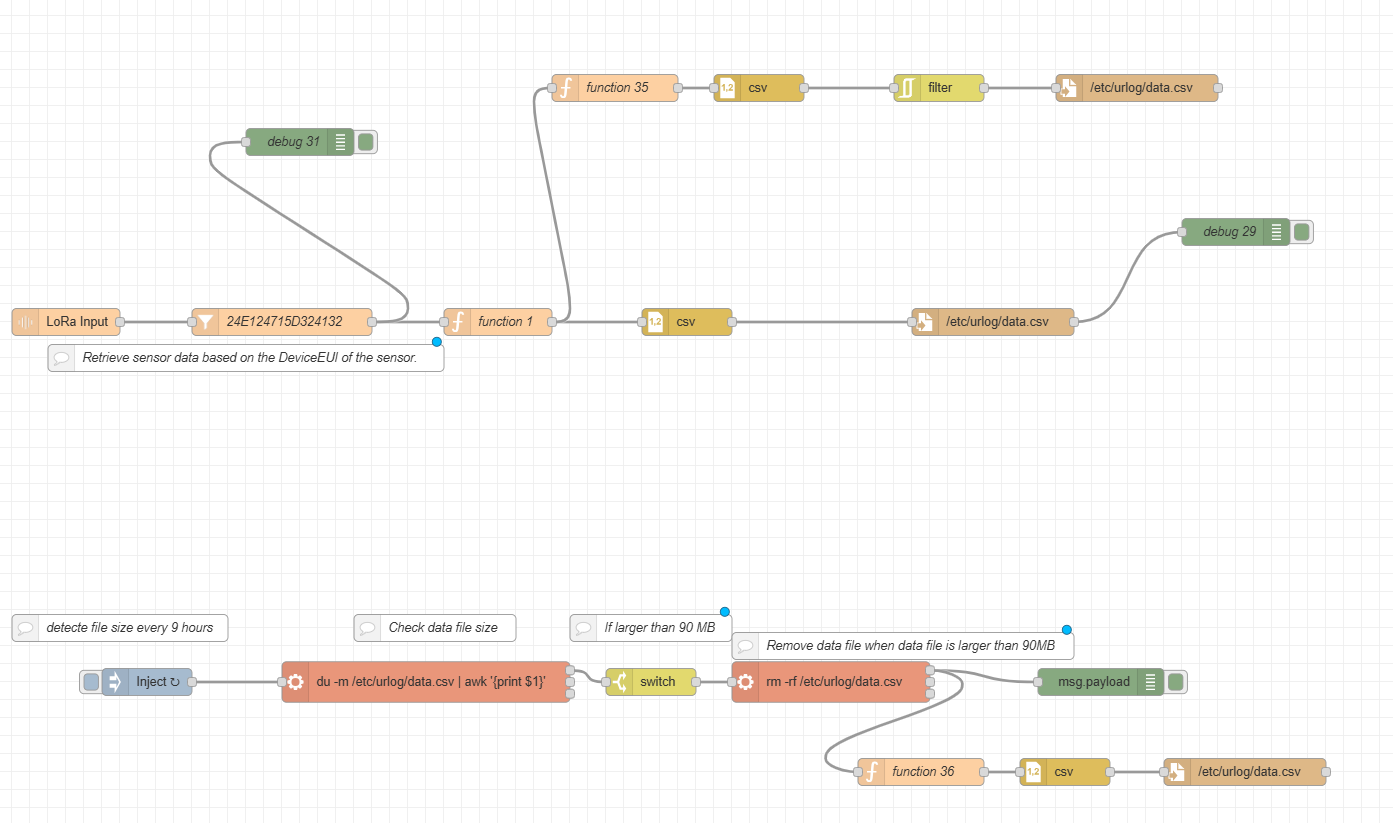 function 35
csv
filter
/etc/urlog/data.csv
debug 31
debug 29
LoRa Input
24E124715D324132
function 1
csv
/etc/urlog/data.csv
Retrieve sensor data based on the DeviceEUI of the sensor.
detecte file size every 9 hours
Check data file size
If larger than 90 MB
Remove data file when data file is larger than 90MB
Inject ↻
du -m /etc/urlog/data.csv | awk '{print $1}'
switch
rm -rf /etc/urlog/data.csv
msg.payload
function 36
csv
/etc/urlog/data.csv